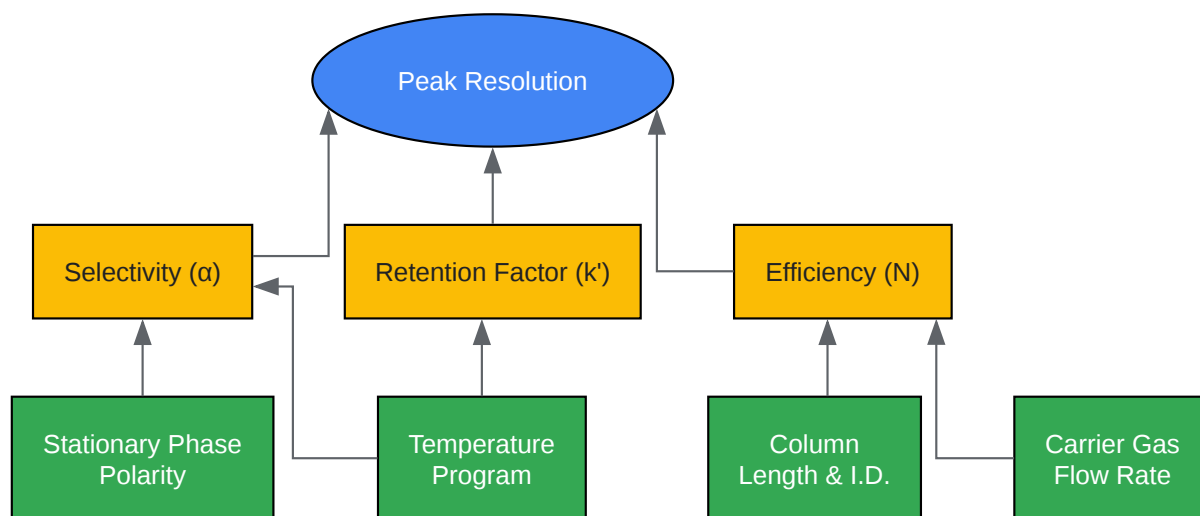 Peak Resolution
Selectivity (α)
Retention Factor (k')
Efficiency (N)
Stationary Phase
Polarity
Temperature
Program
Column
Length & I.D.
Carrier Gas
Flow Rate